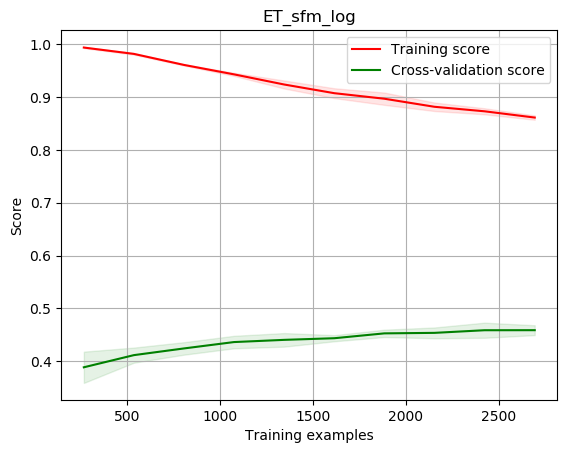 ET_sfm_log
Training score
Cross-validation score
1.0
0.9
0.8
0.7
0.6
0.5
0.4
Score
500
1000
1500
2000
2500
Training examples